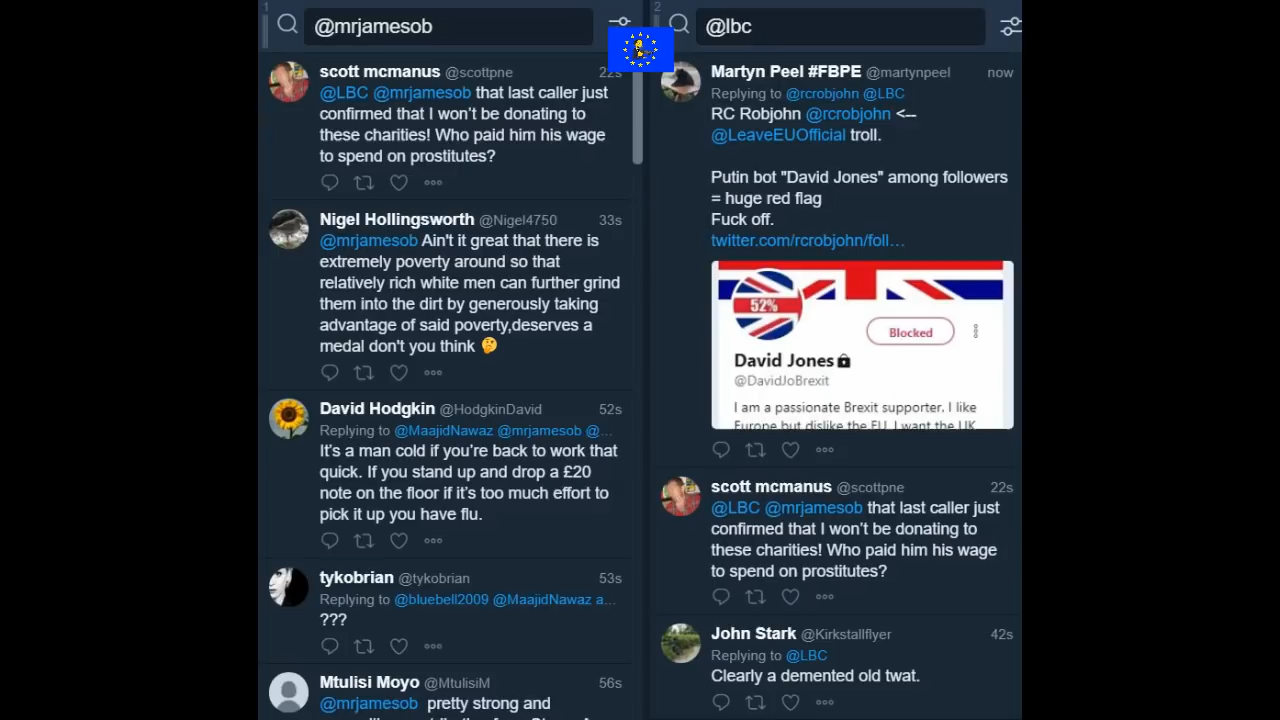 1
@mrjamesob
scott mcmanus @scottpne 22s
@LBC @mrjamesob that last caller just
confirmed that I won't be donating to
these charities! Who paid him his wage
to spend on prostitutes?
Nigel Hollingsworth @Nigel4750 33s
@mrjamesob Ain't it great that there is
extremely poverty around so that
relatively rich white men can further grind
them into the dirt by generously taking
advantage of said poverty,deserves a
medal don't you think 🤔
David Hodgkin @HodgkinDavid 52s
Replying to @MaajidNawaz @mrjamesob @...
It's a man cold if you're back to work that
quick. If you stand up and drop a £20
note on the floor if it's too much effort to
pick it up you have flu.
tykobrian @tykobrian 53s
Replying to @bluebell2009 @MaajidNawaz a...
???
Mtulisi Moyo @MtulisiM 56s
@mrjamesob pretty strong and
2
@lbc
Martyn Peel #FBPE @martynpeel now
Replying to @rcrobjohn @LBC
RC Robjohn @rcrobjohn <--
@LeaveEUOfficial troll.
Putin bot "David Jones" among followers
= huge red flag
Fuck off.
twitter.com/rcrobjohn/foll…
52%
Blocked
David Jones
@DavidJoBrexit
I am a passionate Brexit supporter. I like
Europe but dislike the EU. I want the UK
scott mcmanus @scottpne 22s
@LBC @mrjamesob that last caller just
confirmed that I won't be donating to
these charities! Who paid him his wage
to spend on prostitutes?
John Stark @Kirkstallflyer 42s
Replying to @LBC
Clearly a demented old twat.